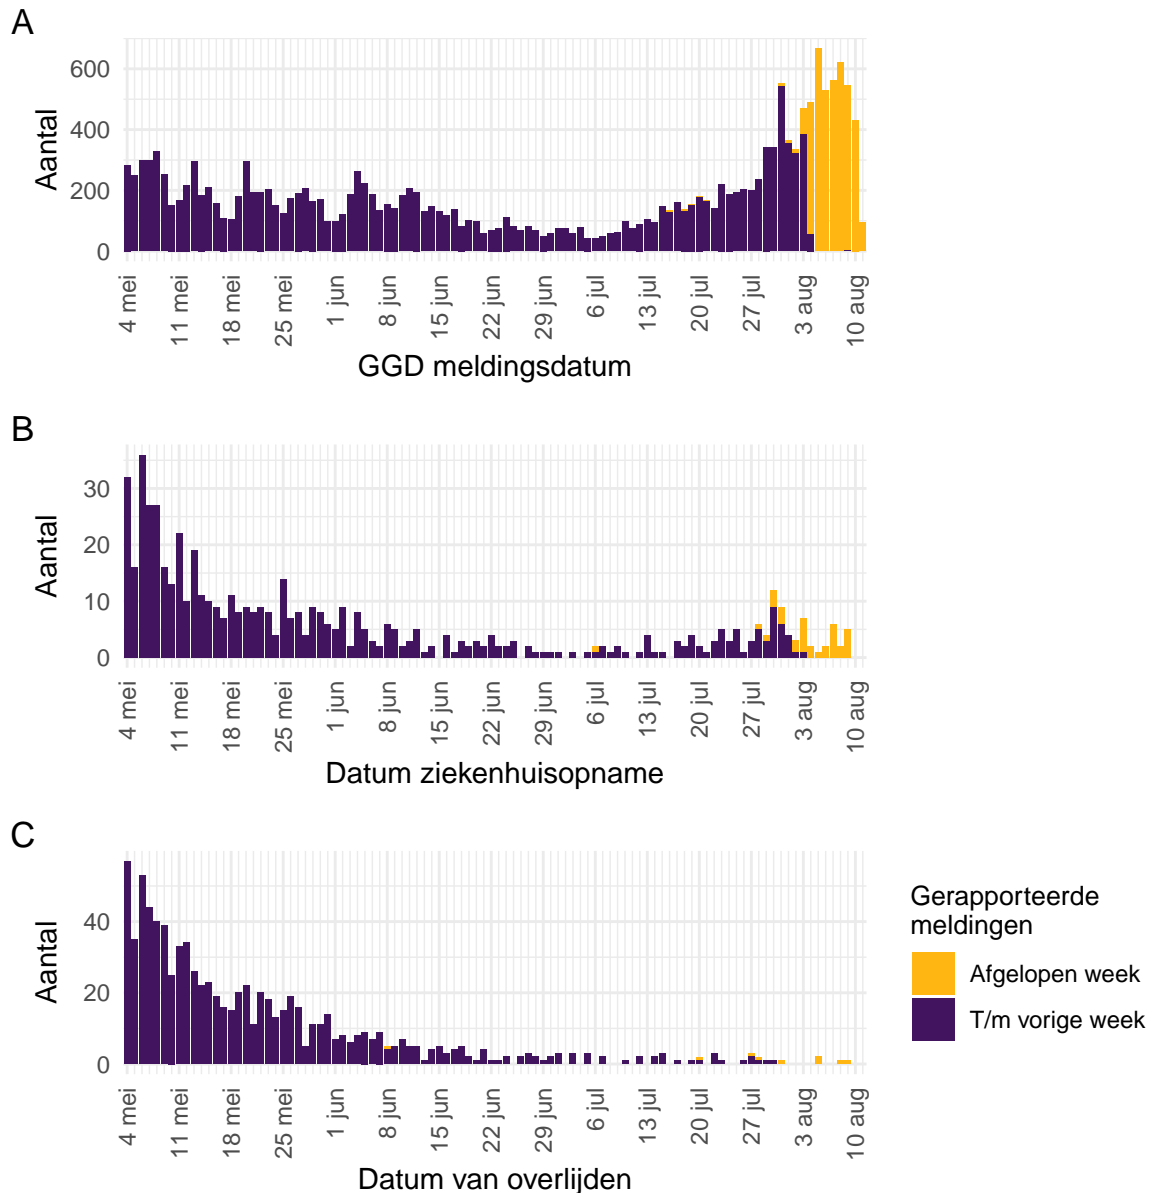 A
Aantal
600
400
200
0
4 mei
11 mei
18 mei
25 mei
1 jun
8 jun
15 jun
22 jun
29 jun
6 jul
13 jul
20 jul
27 jul
3 aug
10 aug
GGD meldingsdatum
B
Aantal
30
20
10
0
4 mei
11 mei
18 mei
25 mei
1 jun
8 jun
15 jun
22 jun
29 jun
6 jul
13 jul
20 jul
27 jul
3 aug
10 aug
Datum ziekenhuisopname
C
Aantal
40
20
0
4 mei
11 mei
18 mei
25 mei
1 jun
8 jun
15 jun
22 jun
29 jun
6 jul
13 jul
20 jul
27 jul
3 aug
10 aug
Datum van overlijden
Gerapporteerde
meldingen
Afgelopen week
T/m vorige week